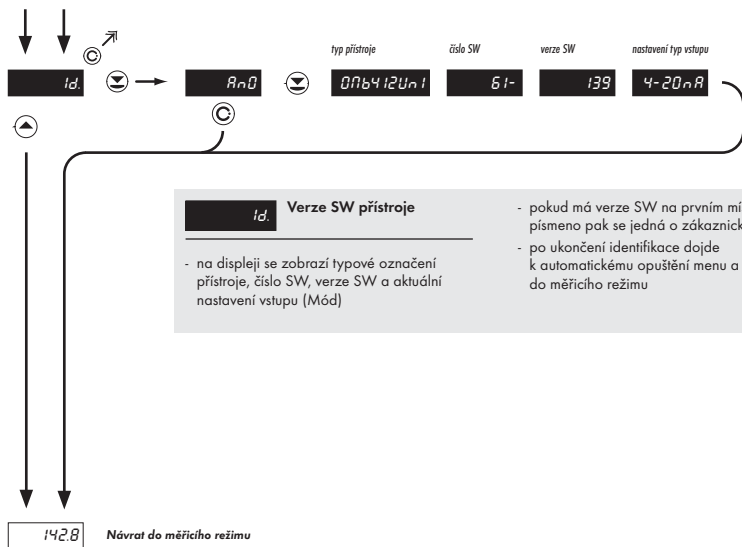 typ přístroje číslo SW verze SW nastavení typ vstupu
Id. AnO OMb412UnI 61- 139 4-20nA
Id. Verze SW přístroje
- na displeji se zobrazí typové označení
přístroje, číslo SW, verze SW a aktuální
nastavení vstupu (Mód)
- pokud má verze SW na prvním mí
písmeno pak se jedná o zákaznick
- po ukončení identifikace dojde
k automatickému opuštění menu a
do měřicího režimu
142.8 Návrat do měřicího režimu